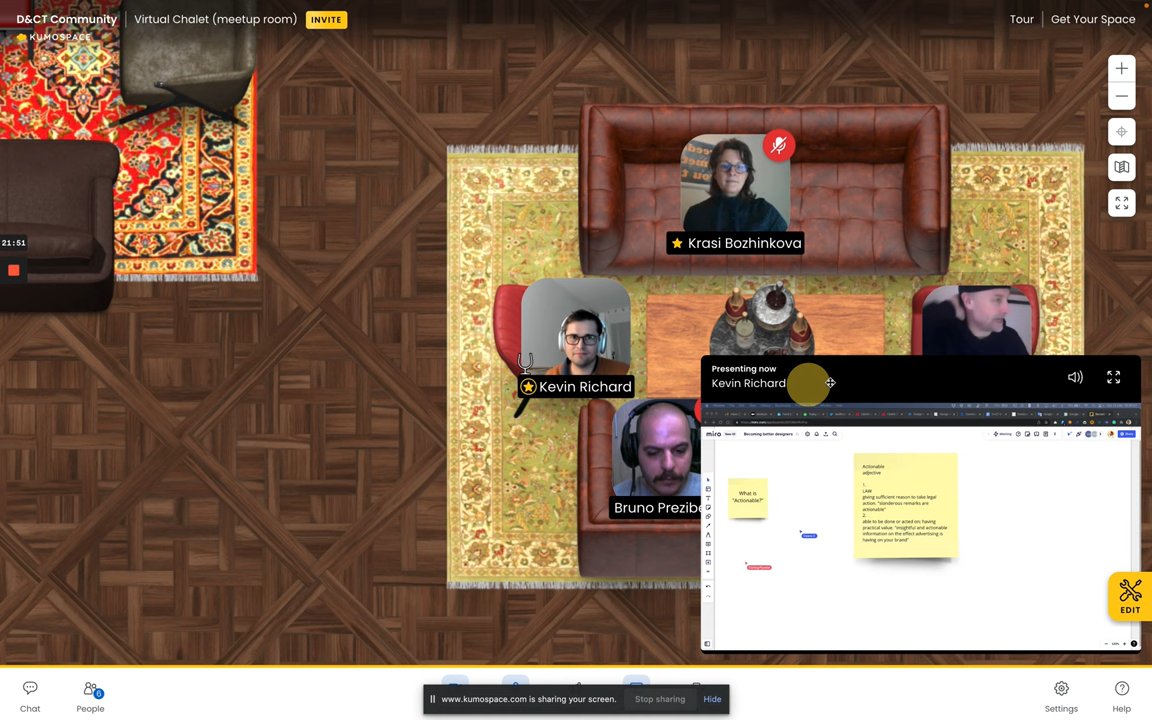 D&CT Community
Virtual Chalet (meetup room)
INVITE
Tour
Get Your Space
KUMOSPACE
21:51
Krasi Bozhinkova
Kevin Richard
Bruno Prezibe
Presenting now
Kevin Richard
miro
Becoming better designers
Share
What is
"Actionable?"
Actionable
adjective
1.
LAW
giving sufficient reason to take legal
action. "slanderous remarks are
actionable"
2.
able to be done or acted on; having
practical value. "insightful and actionable
information on the effect advertising is
having on your brand"
EDIT
Chat
6
People
www.kumospace.com is sharing your screen.
Stop sharing
Hide
Settings
Help